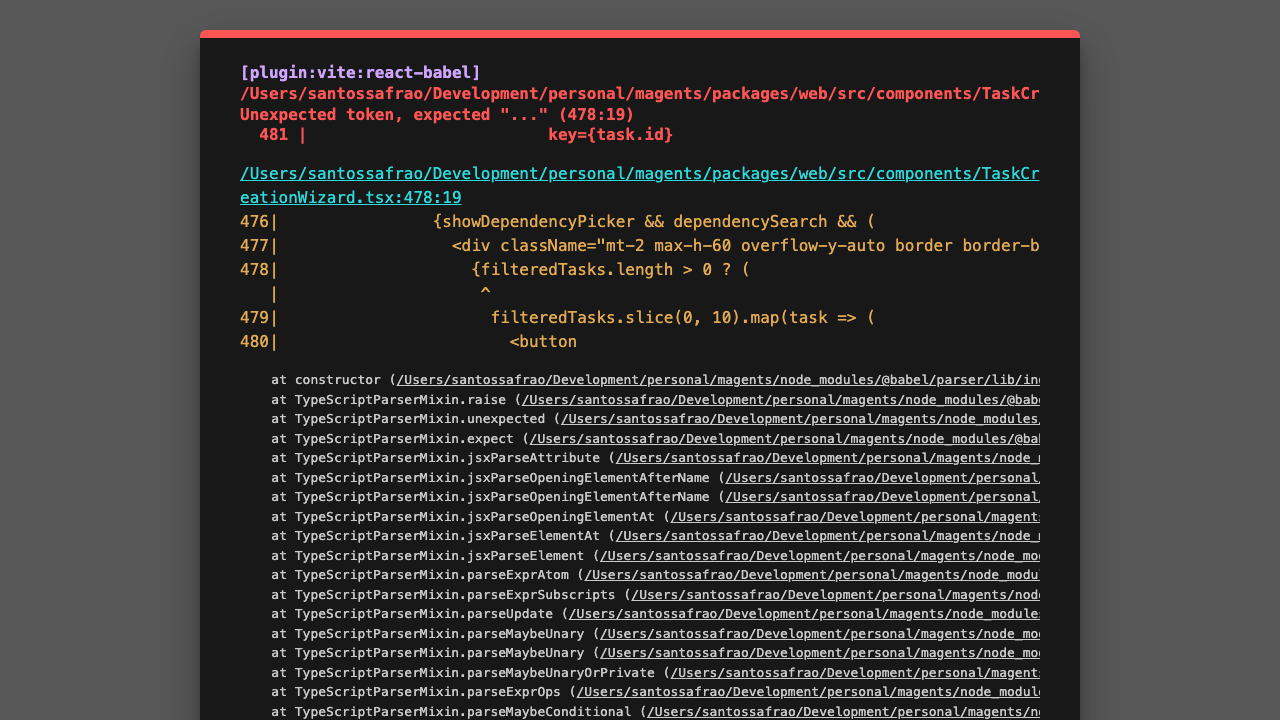 [plugin:vite:react-babel]
/Users/santossafrao/Development/personal/magents/packages/web/src/components/TaskCr
Unexpected token, expected "..." (478:19)
  481 |                         key={task.id}
/Users/santossafrao/Development/personal/magents/packages/web/src/components/TaskCr
eationWizard.tsx:478:19
476|                {showDependencyPicker && dependencySearch && (
477|                  <div className="mt-2 max-h-60 overflow-y-auto border border-b
478|                    {filteredTasks.length > 0 ? (
   |                     ^
479|                      filteredTasks.slice(0, 10).map(task => (
480|                        <button
    at constructor (/Users/santossafrao/Development/personal/magents/node_modules/@babel/parser/lib/in
    at TypeScriptParserMixin.raise (/Users/santossafrao/Development/personal/magents/node_modules/@bab
    at TypeScriptParserMixin.unexpected (/Users/santossafrao/Development/personal/magents/node_modules
    at TypeScriptParserMixin.expect (/Users/santossafrao/Development/personal/magents/node_modules/@ba
    at TypeScriptParserMixin.jsxParseAttribute (/Users/santossafrao/Development/personal/magents/node_
    at TypeScriptParserMixin.jsxParseOpeningElementAfterName (/Users/santossafrao/Development/personal
    at TypeScriptParserMixin.jsxParseOpeningElementAfterName (/Users/santossafrao/Development/personal
    at TypeScriptParserMixin.jsxParseOpeningElementAt (/Users/santossafrao/Development/personal/magents
    at TypeScriptParserMixin.jsxParseElementAt (/Users/santossafrao/Development/personal/magents/node_
    at TypeScriptParserMixin.jsxParseElement (/Users/santossafrao/Development/personal/magents/node_mo
    at TypeScriptParserMixin.parseExprAtom (/Users/santossafrao/Development/personal/magents/node_modu
    at TypeScriptParserMixin.parseExprSubscripts (/Users/santossafrao/Development/personal/magents/nod
    at TypeScriptParserMixin.parseUpdate (/Users/santossafrao/Development/personal/magents/node_modules
    at TypeScriptParserMixin.parseMaybeUnary (/Users/santossafrao/Development/personal/magents/node_mo
    at TypeScriptParserMixin.parseMaybeUnary (/Users/santossafrao/Development/personal/magents/node_mo
    at TypeScriptParserMixin.parseMaybeUnaryOrPrivate (/Users/santossafrao/Development/personal/magents
    at TypeScriptParserMixin.parseExprOps (/Users/santossafrao/Development/personal/magents/node_modul
    at TypeScriptParserMixin.parseMaybeConditional (/Users/santossafrao/Development/personal/magents/n